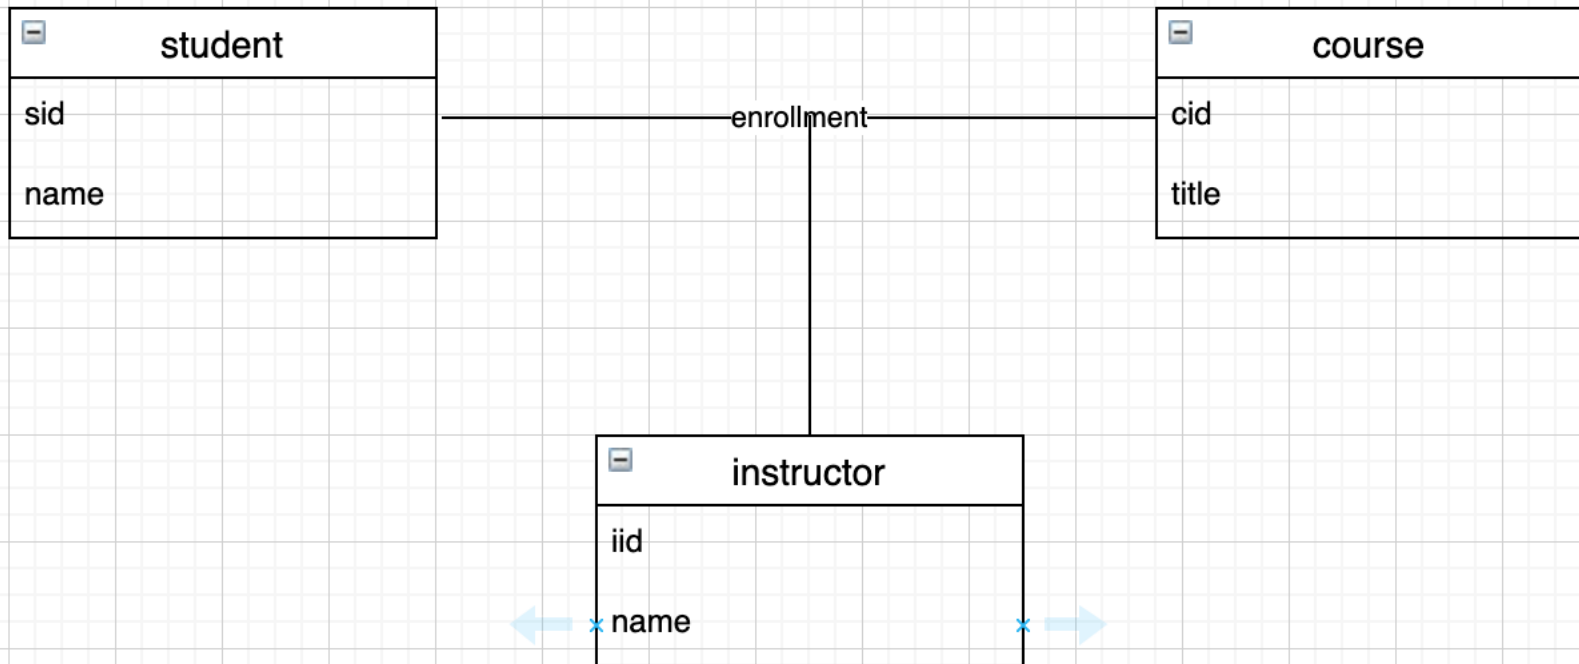 student
sid
name
enrollment
course
cid
title
instructor
iid
name